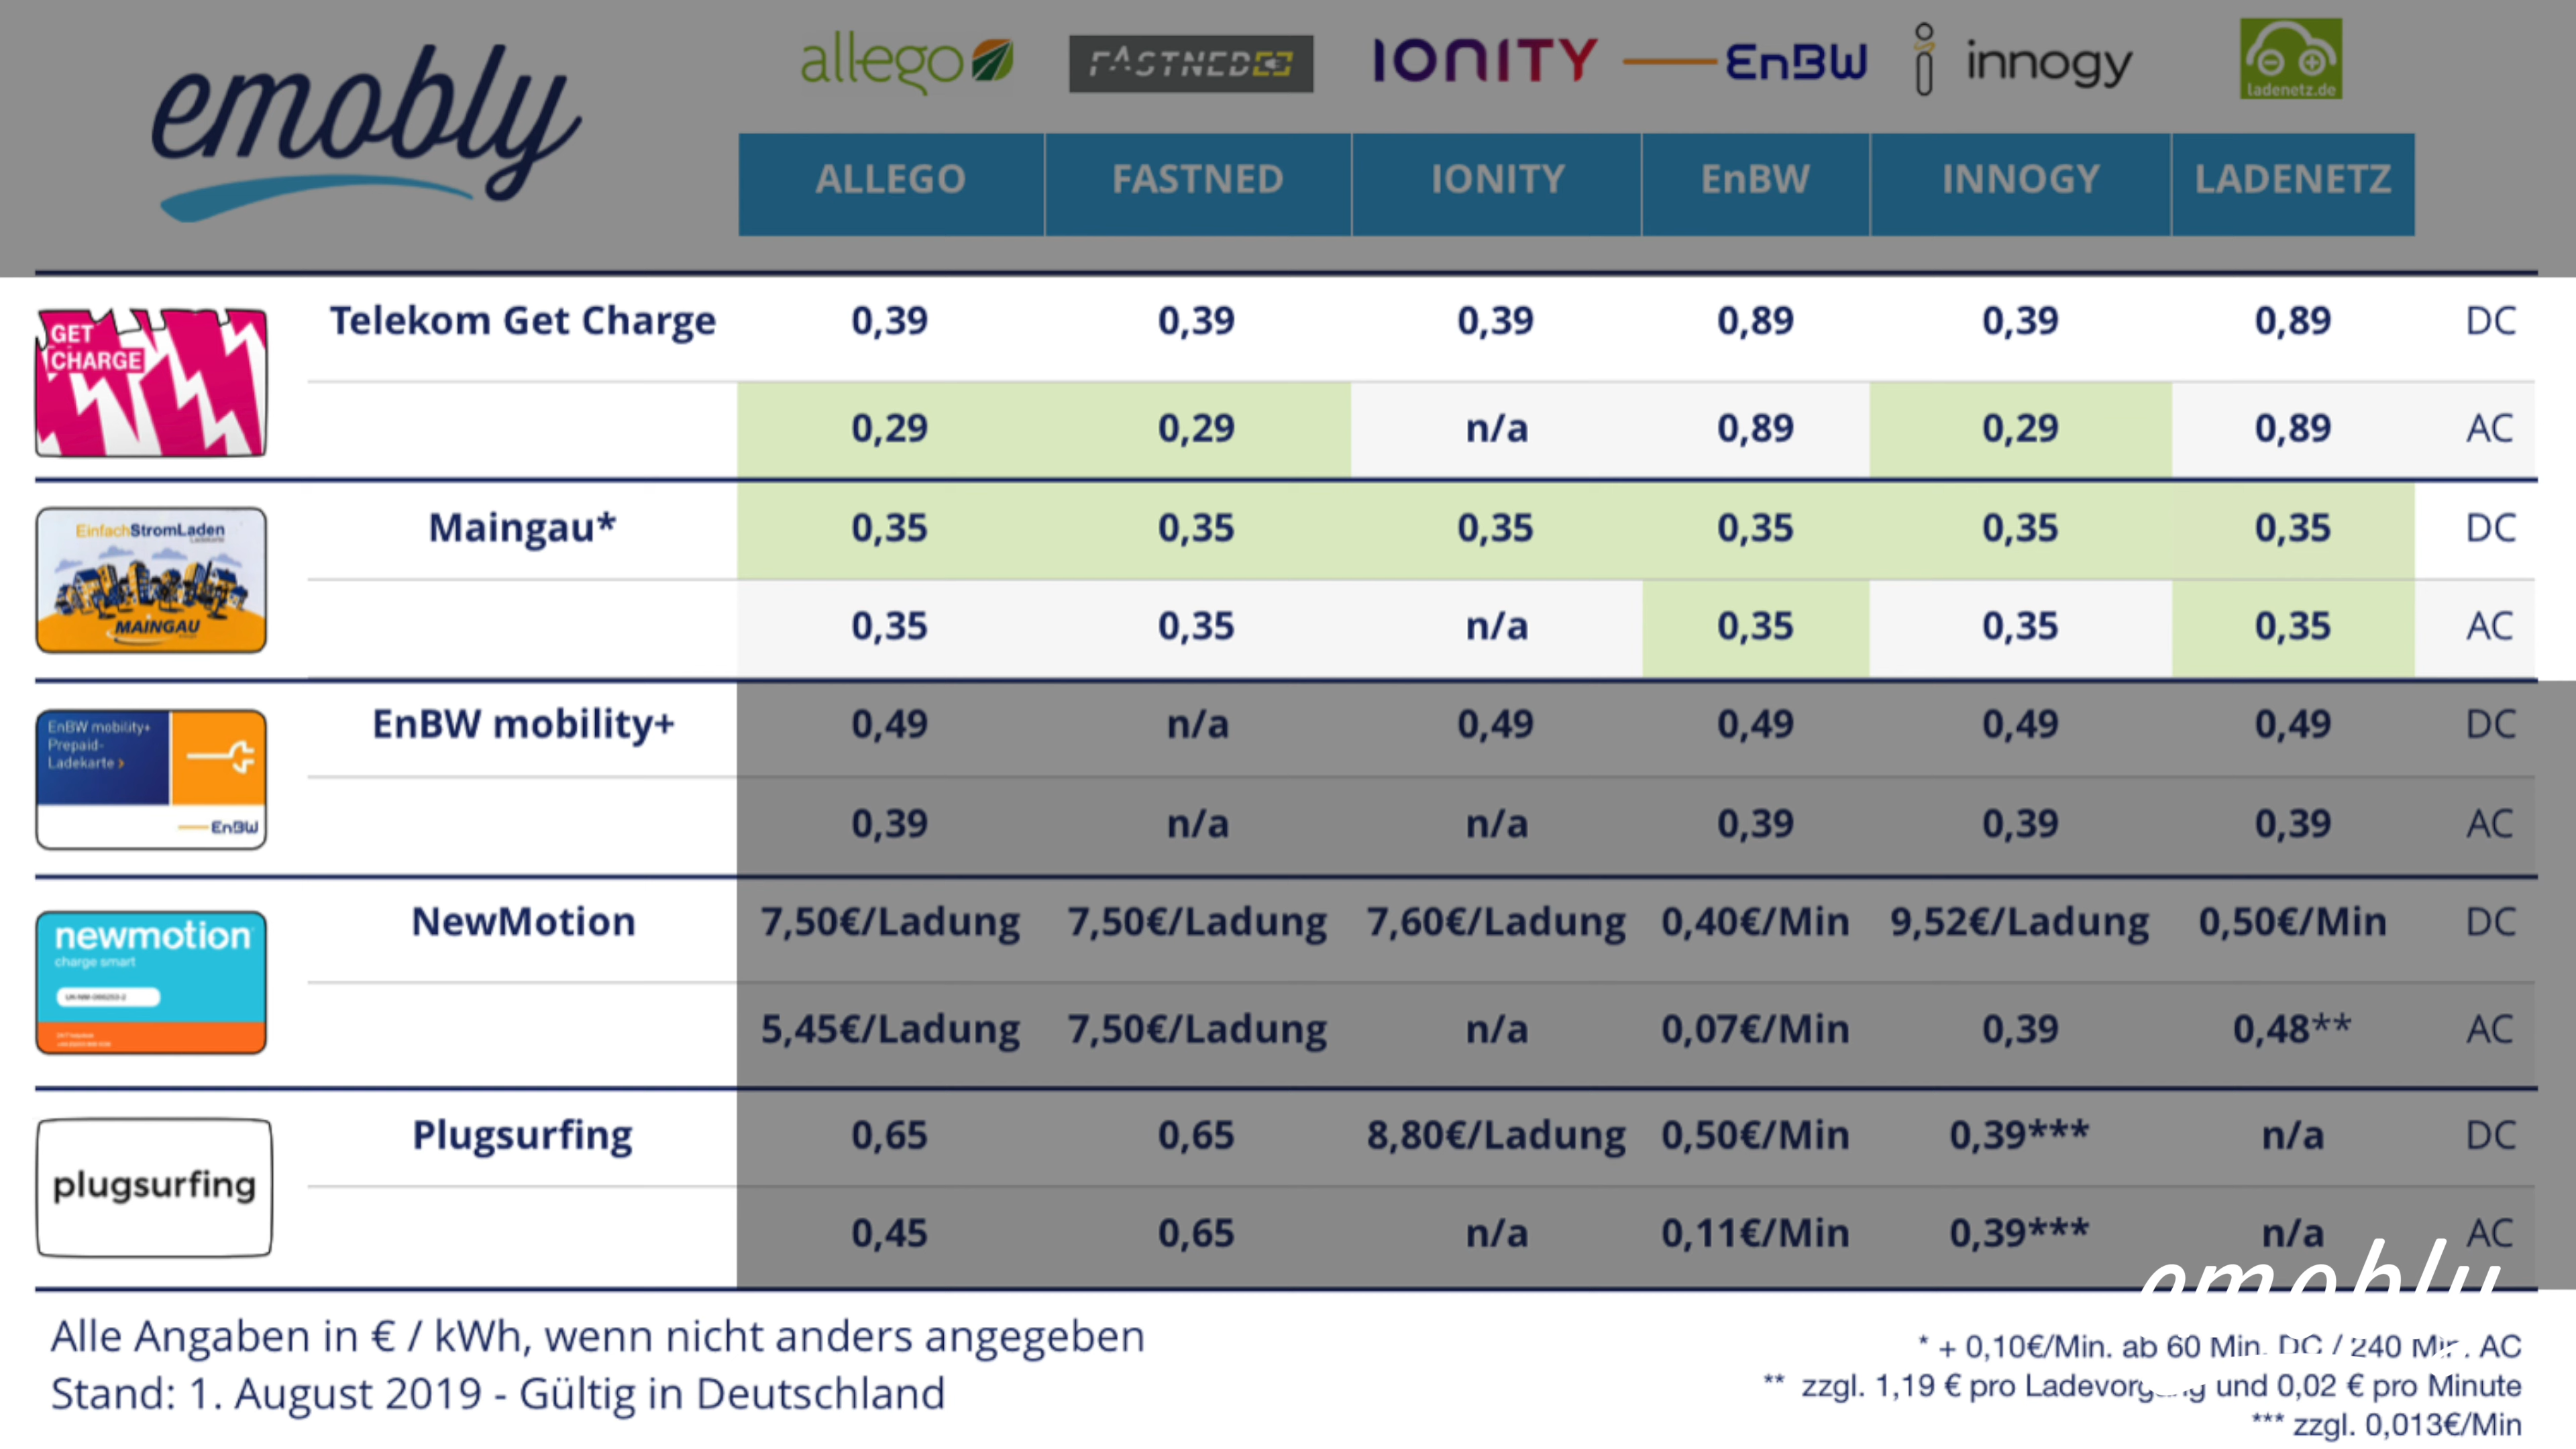 emobly
allego FASTNED IONITY EnBW innogy ladenetz.de
ALLEGO FASTNED IONITY EnBW INNOGY LADENETZ
GET CHARGE
Telekom Get Charge 0,39 0,39 0,39 0,89 0,39 0,89 DC
0,29 0,29 n/a 0,89 0,29 0,89 AC
EinfachStromLaden
MAINGAU
Maingau* 0,35 0,35 0,35 0,35 0,35 0,35 DC
0,35 0,35 n/a 0,35 0,35 0,35 AC
EnBW mobility+
Prepaid-
Ladekarte >
EnBW
EnBW mobility+ 0,49 n/a 0,49 0,49 0,49 0,49 DC
0,39 n/a n/a 0,39 0,39 0,39 AC
newmotion
charge smart
NewMotion 7,50€/Ladung 7,50€/Ladung 7,60€/Ladung 0,40€/Min 9,52€/Ladung 0,50€/Min DC
5,45€/Ladung 7,50€/Ladung n/a 0,07€/Min 0,39 0,48** AC
plugsurfing
Plugsurfing 0,65 0,65 8,80€/Ladung 0,50€/Min 0,39*** n/a DC
0,45 0,65 n/a 0,11€/Min 0,39*** n/a AC
emobly
Alle Angaben in € / kWh, wenn nicht anders angegeben
Stand: 1. August 2019 - Gültig in Deutschland
* + 0,10€/Min. ab 60 Min. DC / 240 Min. AC
** zzgl. 1,19 € pro Ladevorgang und 0,02 € pro Minute
*** zzgl. 0,013€/Min